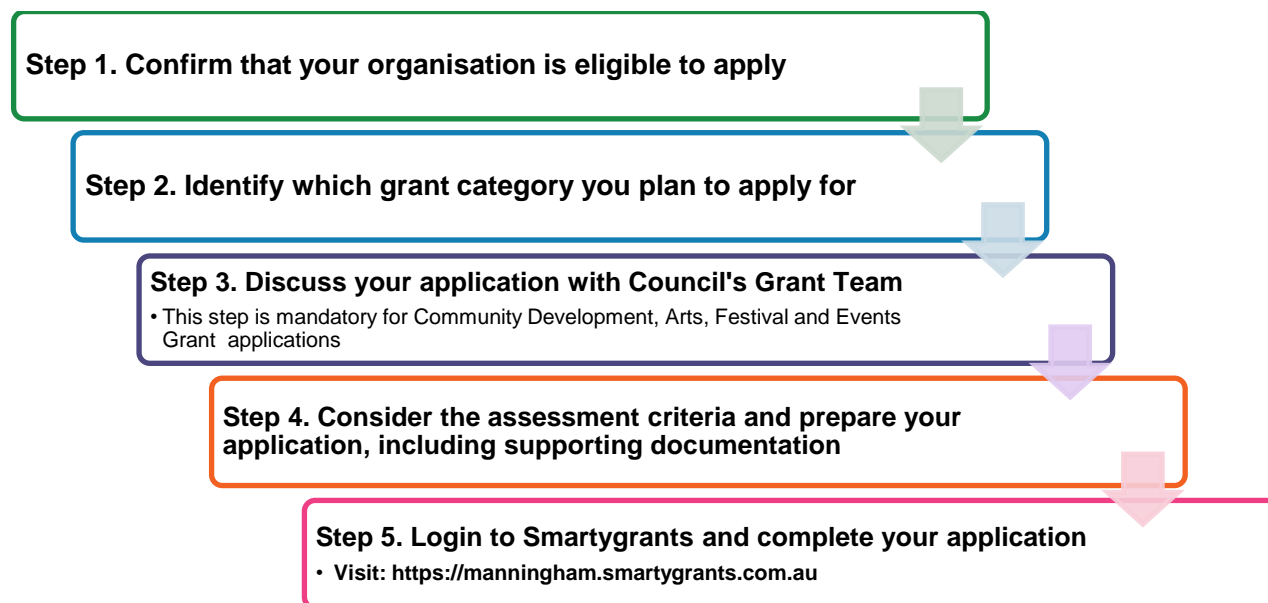 Step 1. Confirm that your organisation is eligible to apply
Step 2. Identify which grant category you plan to apply for
Step 3. Discuss your application with Council's Grant Team
• This step is mandatory for Community Development, Arts, Festival and Events
Grant applications
Step 4. Consider the assessment criteria and prepare your
application, including supporting documentation
Step 5. Login to Smartygrants and complete your application
• Visit: https://manningham.smartygrants.com.au